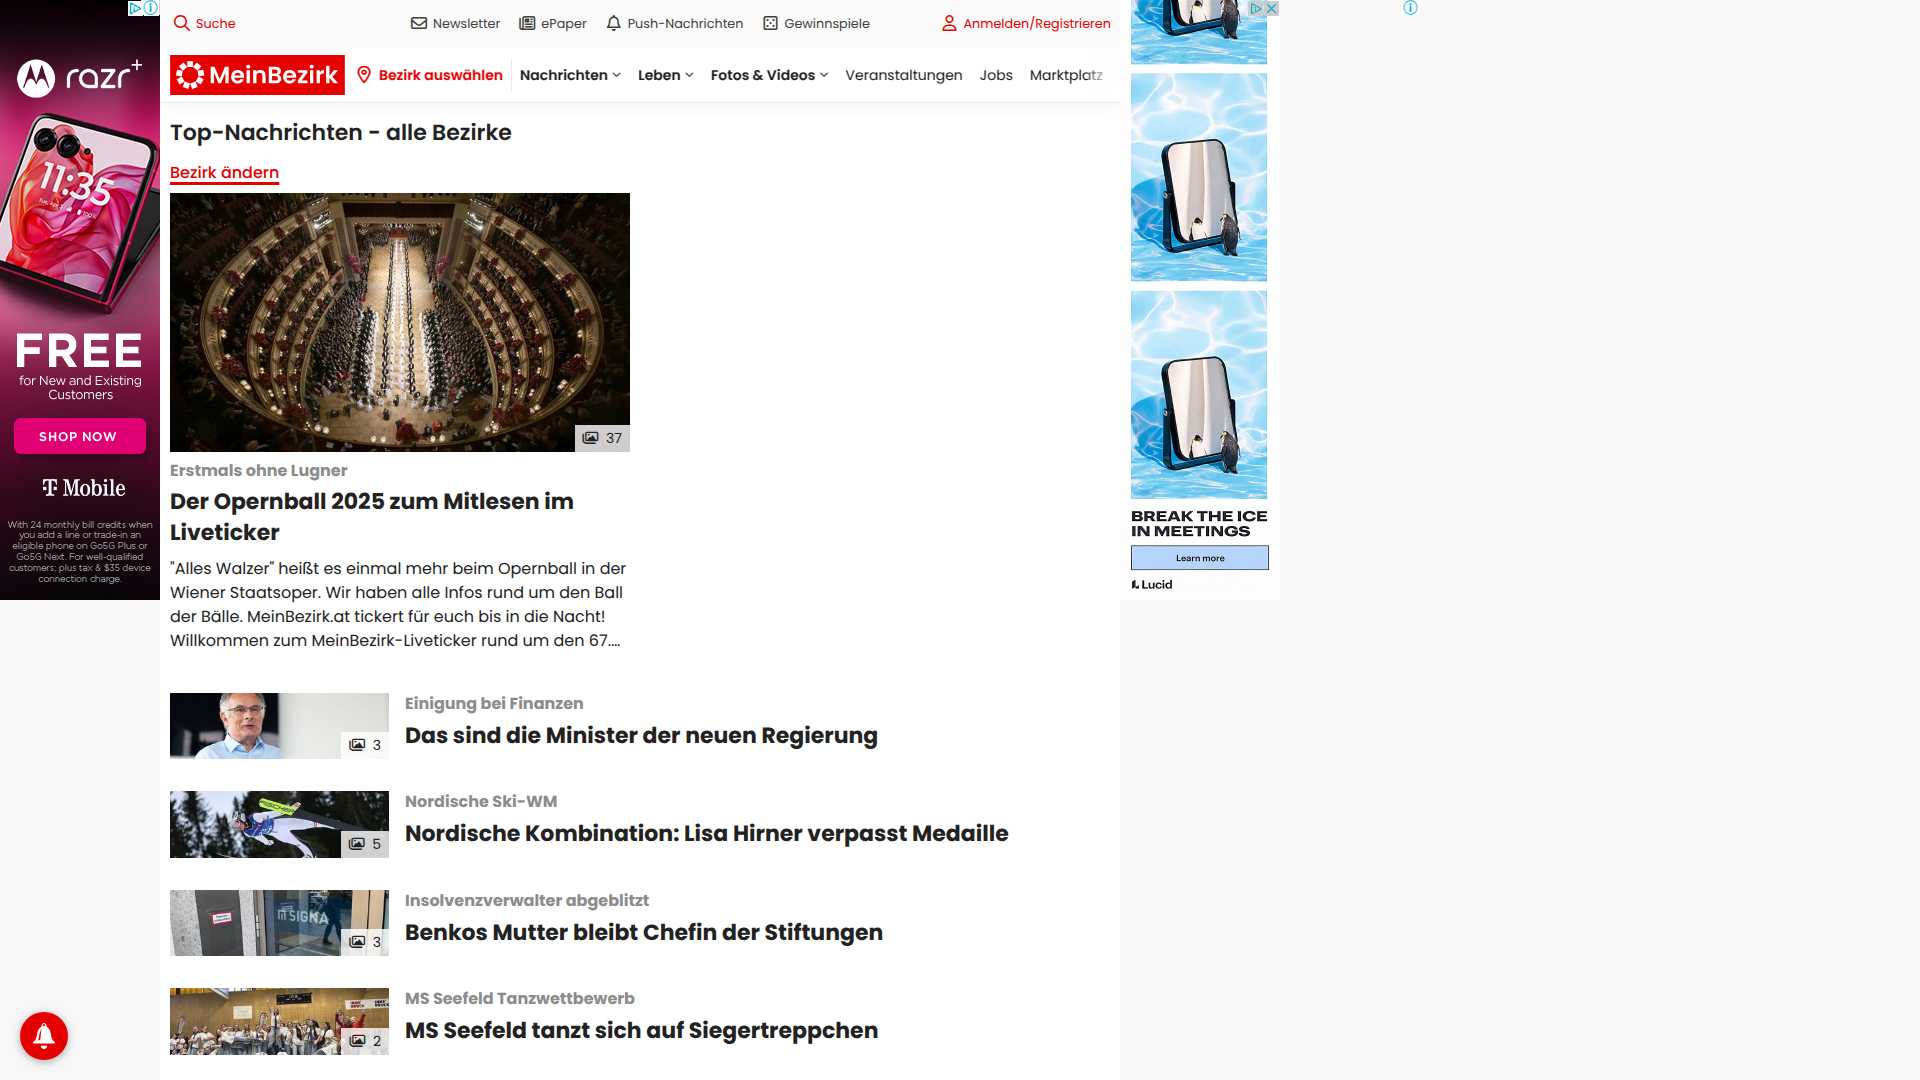 Suche
Newsletter
ePaper
Push-Nachrichten
Gewinnspiele
Anmelden/Registrieren
MeinBezirk
Bezirk auswählen
Nachrichten
Leben
Fotos & Videos
Veranstaltungen
Jobs
Marktplatz
razr+
11:35
FREE
for New and Existing
Customers
SHOP NOW
T Mobile
With 24 monthly bill credits when
you add a line or trade-in an
eligible phone on Go5G Plus or
Go5G Next. For well-qualified
customers; plus tax & $35 device
connection charge.
Top-Nachrichten - alle Bezirke
Bezirk ändern
37
Erstmals ohne Lugner
Der Opernball 2025 zum Mitlesen im
Liveticker
"Alles Walzer" heißt es einmal mehr beim Opernball in der
Wiener Staatsoper. Wir haben alle Infos rund um den Ball
der Bälle. MeinBezirk.at tickert für euch bis in die Nacht!
Willkommen zum MeinBezirk-Liveticker rund um den 67....
3
Einigung bei Finanzen
Das sind die Minister der neuen Regierung
5
Nordische Ski-WM
Nordische Kombination: Lisa Hirner verpasst Medaille
SIGNA
3
Insolvenzverwalter abgeblitzt
Benkos Mutter bleibt Chefin der Stiftungen
2
MS Seefeld Tanzwettbewerb
MS Seefeld tanzt sich auf Siegertreppchen
BREAK THE ICE
IN MEETINGS
Learn more
Lucid